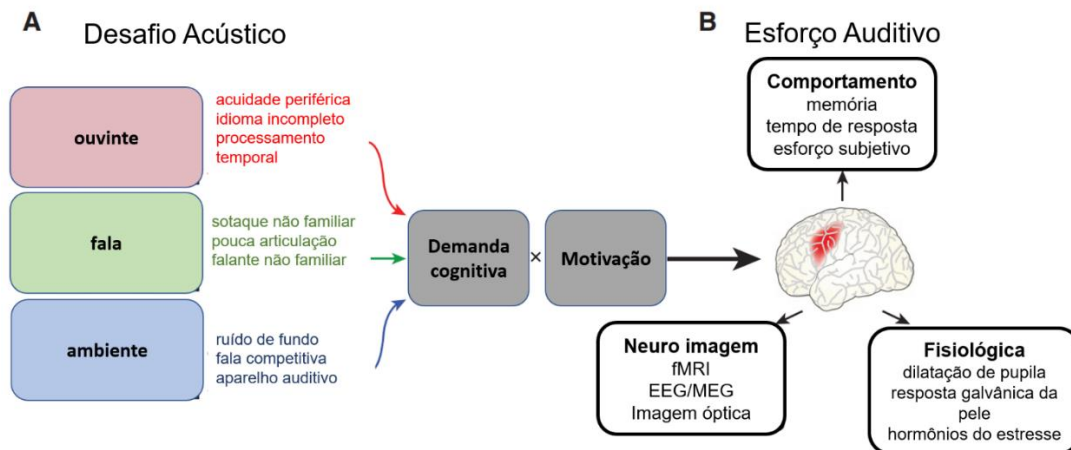 A
Desafio Acústico
ouvinte
acuidade periférica
idioma incompleto
processamento
temporal
fala
sotaque não familiar
pouca articulação
falante não familiar
ambiente
ruído de fundo
fala competitiva
aparelho auditivo
Demanda
cognitiva
×
Motivação
B
Esforço Auditivo
Comportamento
memória
tempo de resposta
esforço subjetivo
Neuro imagem
fMRI
EEG/MEG
Imagem óptica
Fisiológica
dilatação de pupila
resposta galvânica da
pele
hormônios do estresse